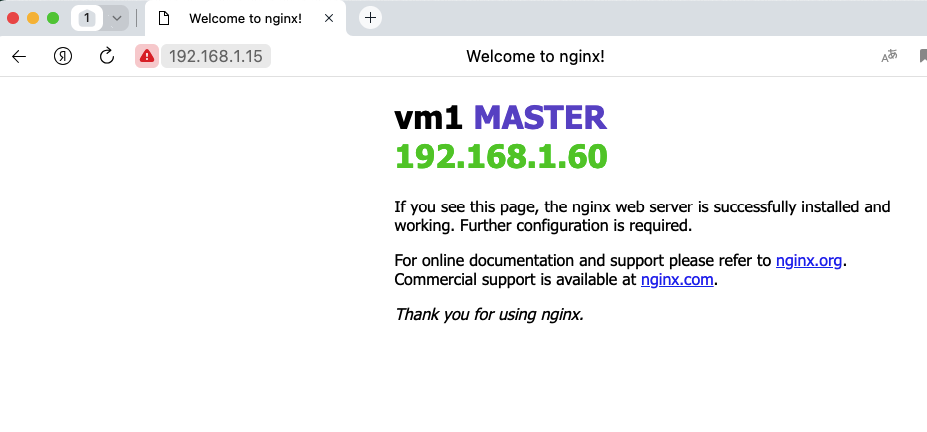 1
Welcome to nginx!
Я
192.168.1.15
Welcome to nginx!
Aあ
vm1 MASTER
192.168.1.60
If you see this page, the nginx web server is successfully installed and
working. Further configuration is required.
For online documentation and support please refer to nginx.org.
Commercial support is available at nginx.com.
Thank you for using nginx.